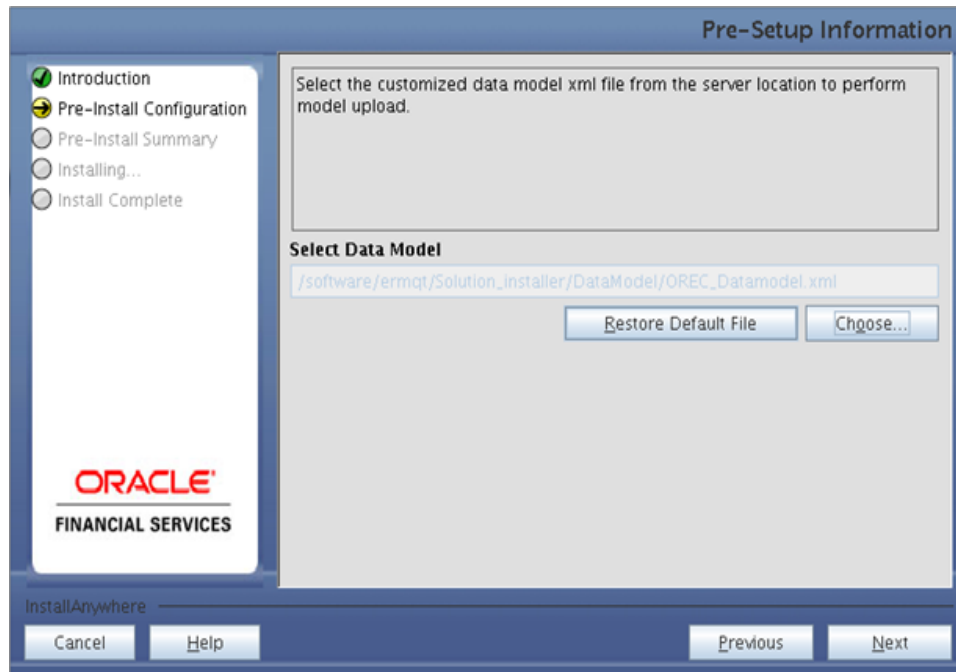 Pre-Setup Information
Introduction
Pre-Install Configuration
Pre-Install Summary
Installing...
Install Complete
Select the customized data model xml file from the server location to perform
model upload.
Select Data Model
/software/ermqt/Solution_installer/DataModel/OREC_Datamodel.xml
Restore Default File
Choose...
ORACLE'
FINANCIAL SERVICES
InstallAnywhere
Cancel
Help
Previous
Next